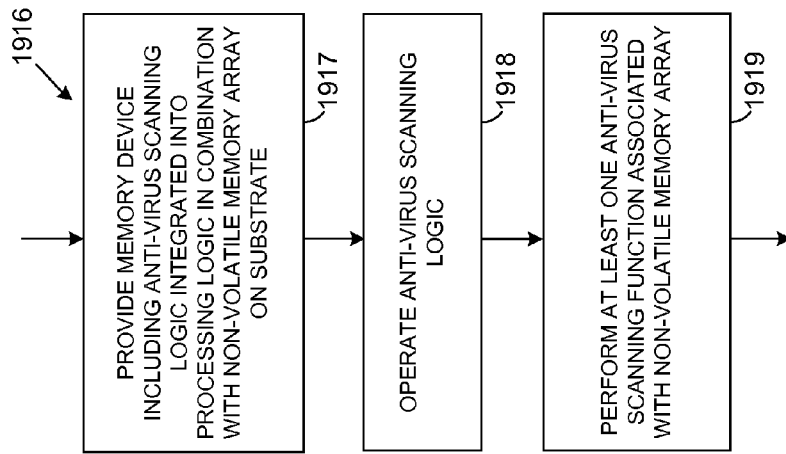 1916
PROVIDE MEMORY DEVICE
INCLUDING ANTI-VIRUS SCANNING
LOGIC INTEGRATED INTO
PROCESSING LOGIC IN COMBINATION
WITH NON-VOLATILE MEMORY ARRAY
ON SUBSTRATE
1917
OPERATE ANTI-VIRUS SCANNING
LOGIC
1918
PERFORM AT LEAST ONE ANTI-VIRUS
SCANNING FUNCTION ASSOCIATED
WITH NON-VOLATILE MEMORY ARRAY
1919